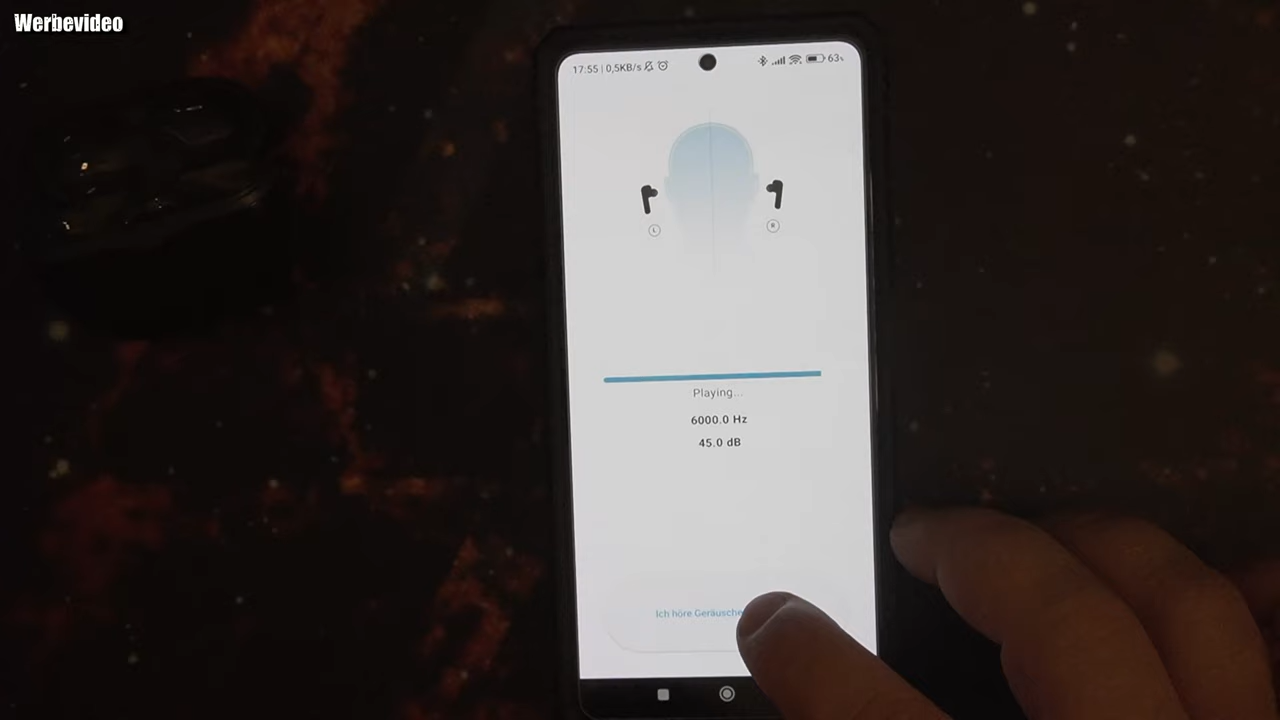 Werbevideo
17:55 | 0,5KB/s 63%
L R
Playing...
6000.0 Hz
45.0 dB
Ich höre Geräusche